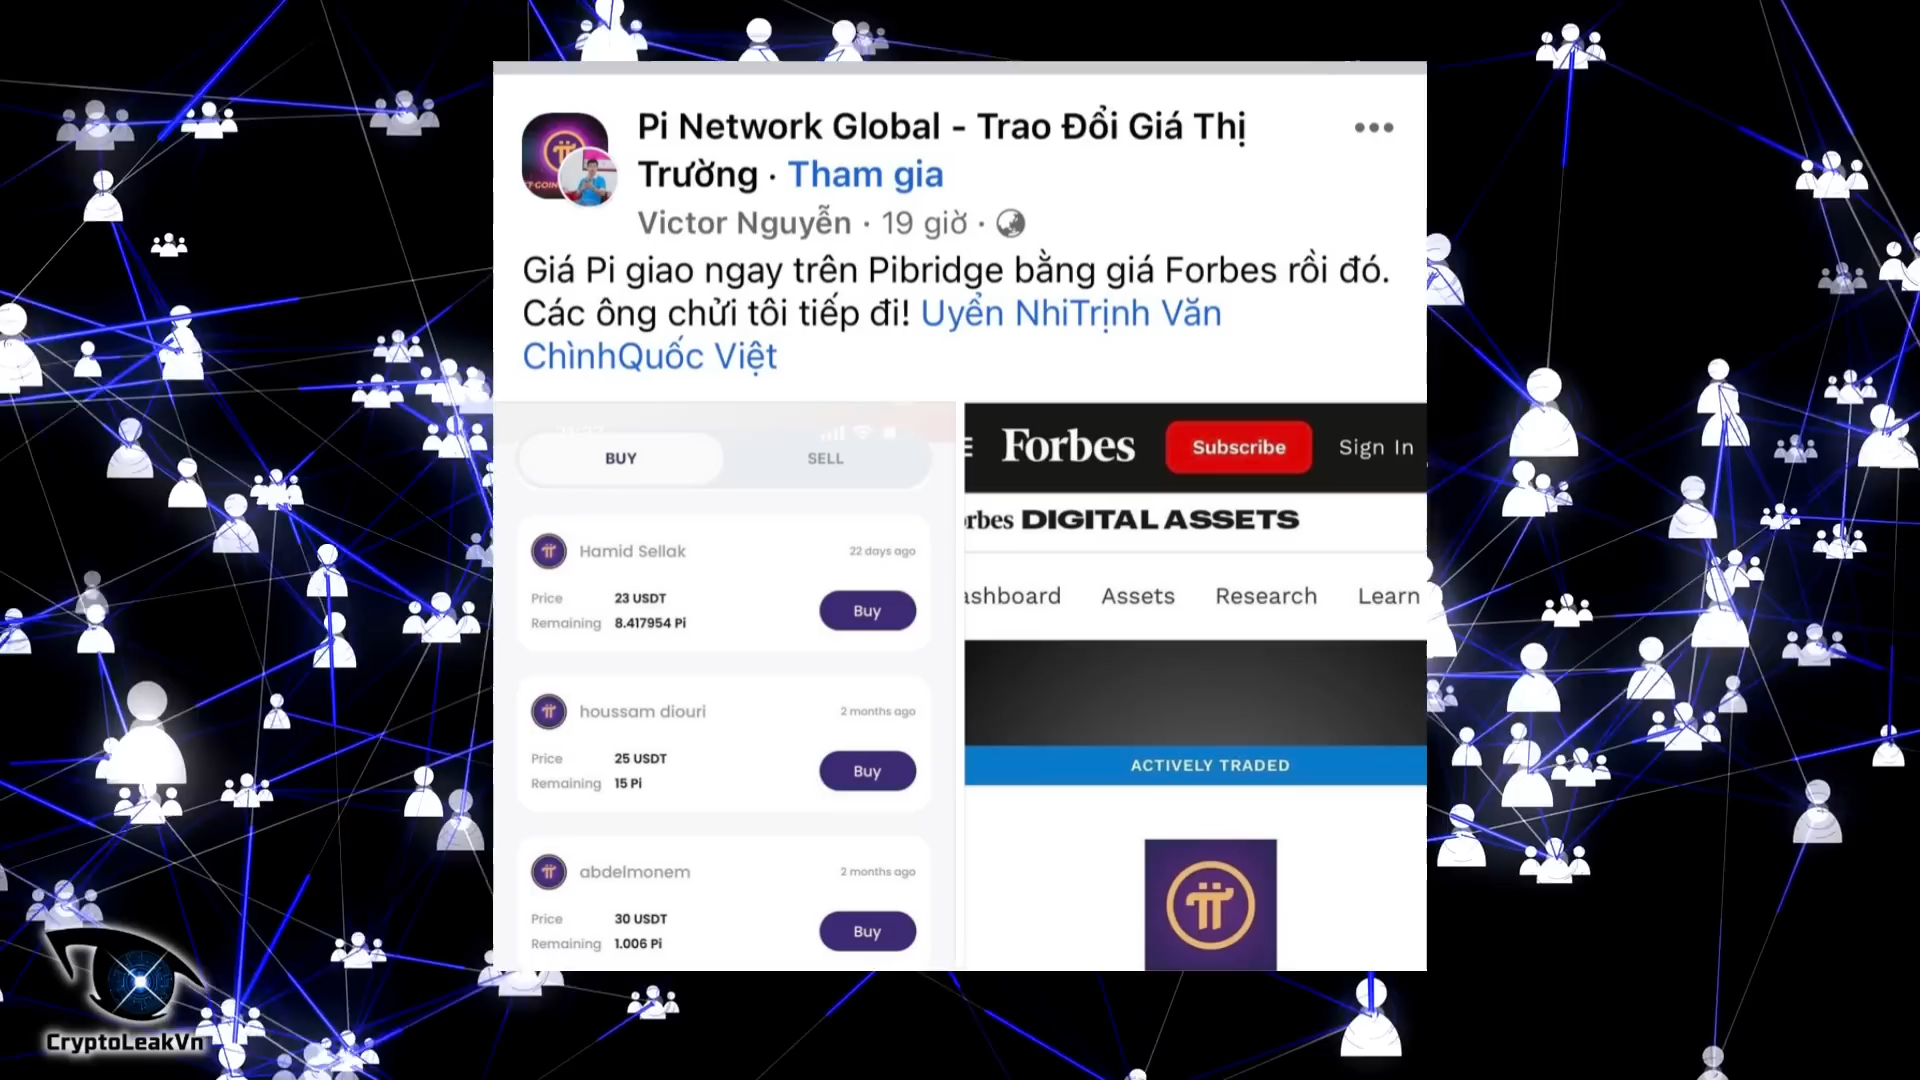 Pi Network Global - Trao Đổi Giá Thị
Trường · Tham gia
Victor Nguyễn · 19 giờ ·
Giá Pi giao ngay trên Pibridge bằng giá Forbes rồi đó.
Các ông chửi tôi tiếp đi! Uyển NhiTrịnh Văn
ChìnhQuốc Việt
BUY
SELL
Hamid Sellak
22 days ago
Price 23 USDT
Remaining 8.417954 Pi
Buy
houssam diouri
2 months ago
Price 25 USDT
Remaining 15 Pi
Buy
abdelmonem
2 months ago
Price 30 USDT
Remaining 1.006 Pi
Buy
Forbes
Subscribe
Sign In
rbes DIGITAL ASSETS
ashboard Assets Research Learn
ACTIVELY TRADED
CryptoLeakVn